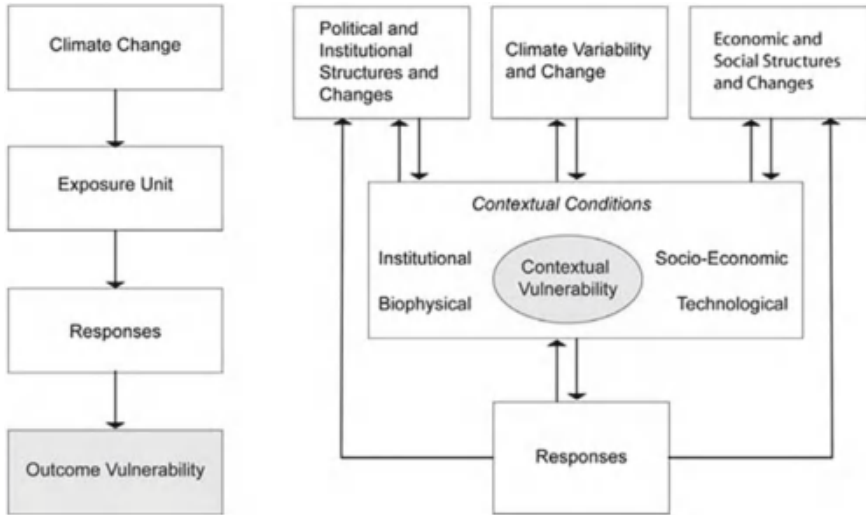 Climate Change
Exposure Unit
Responses
Outcome Vulnerability
Political and
Institutional
Structures and
Changes
Climate Variability
and Change
Economic and
Social Structures
and Changes
Contextual Conditions
Institutional
Biophysical
Contextual
Vulnerability
Socio-Economic
Technological
Responses